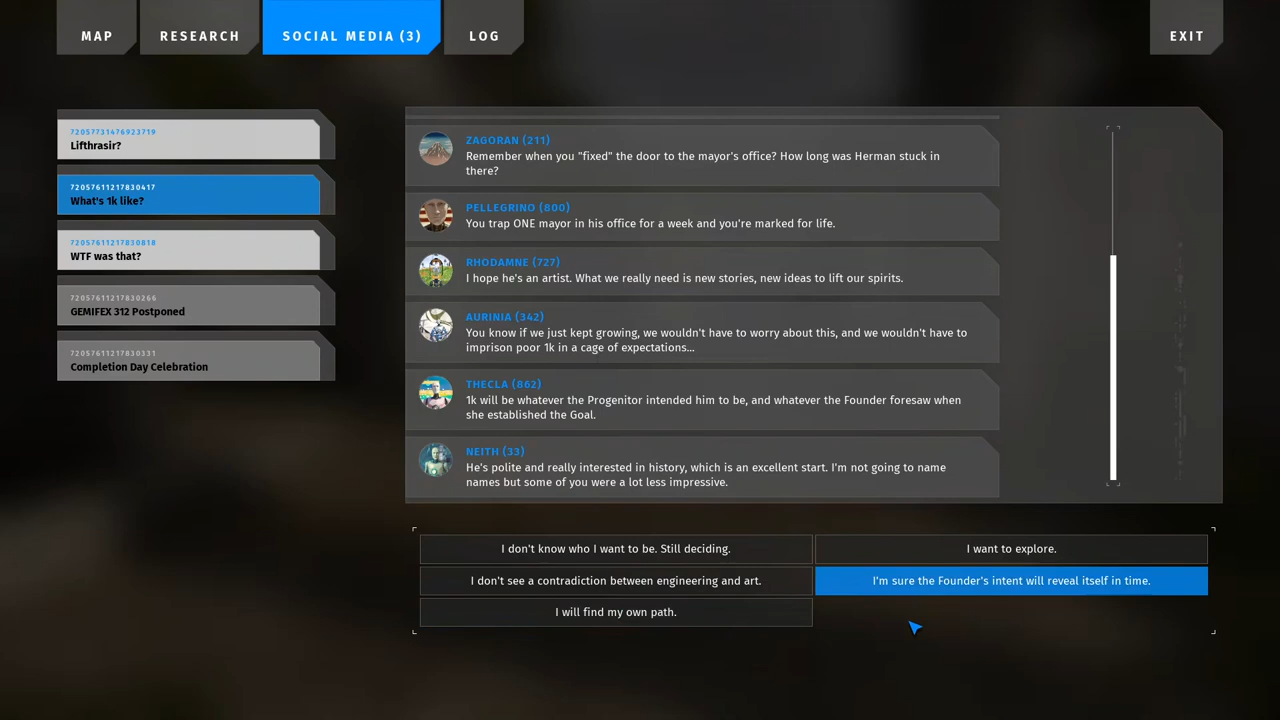 MAP
RESEARCH
SOCIAL MEDIA (3)
LOG
EXIT
72057731476923719
Lifthrasir?
72057611217830417
What's 1k like?
72057611217830818
WTF was that?
72057611217830266
GEMIFEX 312 Postponed
72057611217830331
Completion Day Celebration
ZAGORAN (211)
Remember when you "fixed" the door to the mayor's office? How long was Herman stuck in
there?
PELLEGRINO (800)
You trap ONE mayor in his office for a week and you're marked for life.
RHODAMNE (727)
I hope he's an artist. What we really need is new stories, new ideas to lift our spirits.
AURINIA (342)
You know if we just kept growing, we wouldn't have to worry about this, and we wouldn't have to
imprison poor 1k in a cage of expectations...
THECLA (862)
1k will be whatever the Progenitor intended him to be, and whatever the Founder foresaw when
she established the Goal.
NEITH (33)
He's polite and really interested in history, which is an excellent start. I'm not going to name
names but some of you were a lot less impressive.
I don't know who I want to be. Still deciding.
I want to explore.
I don't see a contradiction between engineering and art.
I'm sure the Founder's intent will reveal itself in time.
I will find my own path.